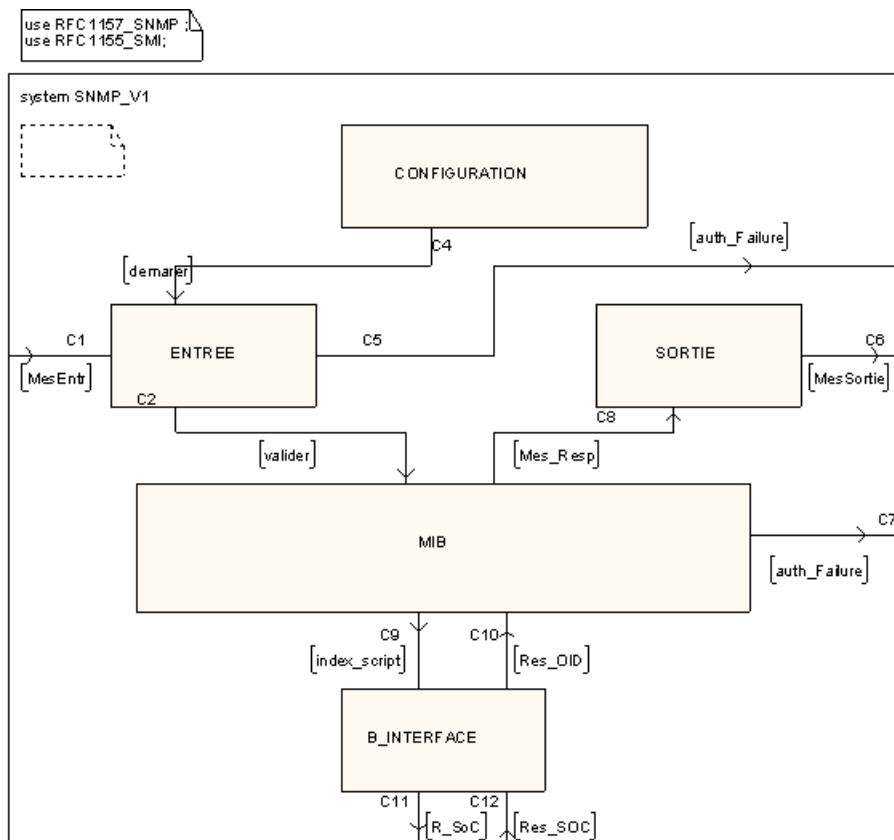 use RFC1157_SNMP ;
use RFC1155_SMI;
system SNMP_V1
CONFIGURATION
C4
[auth_Failure]
[demarer]
C1
ENTREE
C5
SORTIE
C6
[MesEntr]
[MesSortie]
C2
C8
[valider]
[Mes_Resp]
C7
MIB
[auth_Failure]
C9
C10
[index_script]
[Res_OID]
B_INTERFACE
C11
C12
[R_SoC]
[Res_SOC]